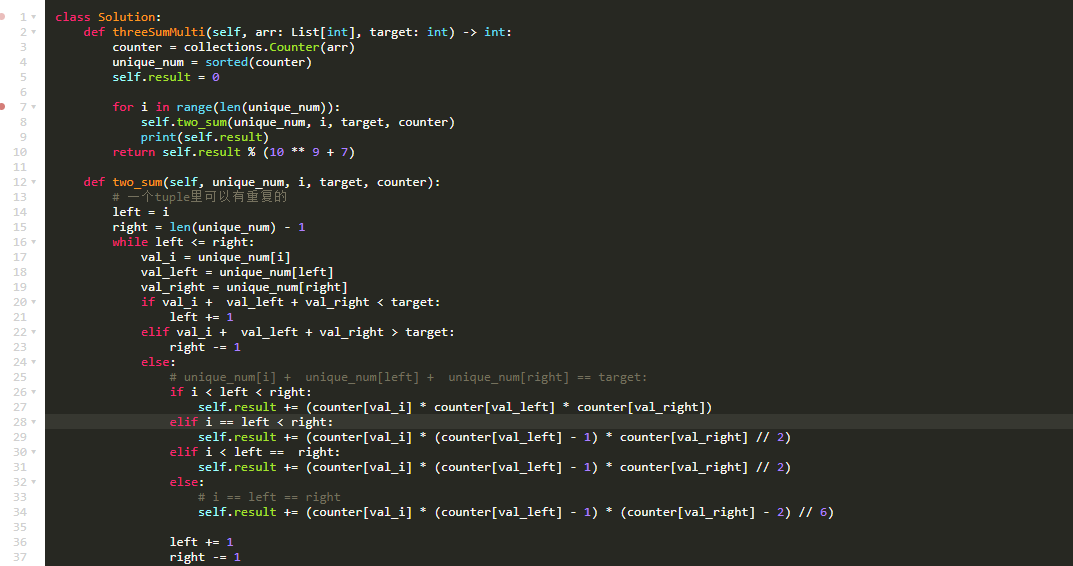 1 class Solution:
2 def threeSumMulti(self, arr: List[int], target: int) -> int:
3 counter = collections.Counter(arr)
4 unique_num = sorted(counter)
5 self.result = 0
6
7 for i in range(len(unique_num)):
8 self.two_sum(unique_num, i, target, counter)
9 print(self.result)
10 return self.result % (10 ** 9 + 7)
11
12 def two_sum(self, unique_num, i, target, counter):
13 # 一个tuple里可以有重复的
14 left = i
15 right = len(unique_num) - 1
16 while left <= right:
17 val_i = unique_num[i]
18 val_left = unique_num[left]
19 val_right = unique_num[right]
20 if val_i +  val_left + val_right < target:
21 left += 1
22 elif val_i +  val_left + val_right > target:
23 right -= 1
24 else:
25 # unique_num[i] +  unique_num[left] +  unique_num[right] == target:
26 if i < left < right:
27 self.result += (counter[val_i] * counter[val_left] * counter[val_right])
28 elif i == left < right:
29 self.result += (counter[val_i] * (counter[val_left] - 1) * counter[val_right] // 2)
30 elif i < left ==  right:
31 self.result += (counter[val_i] * (counter[val_left] - 1) * counter[val_right] // 2)
32 else:
33 # i == left == right
34 self.result += (counter[val_i] * (counter[val_left] - 1) * (counter[val_right] - 2) // 6)
35
36 left += 1
37 right -= 1